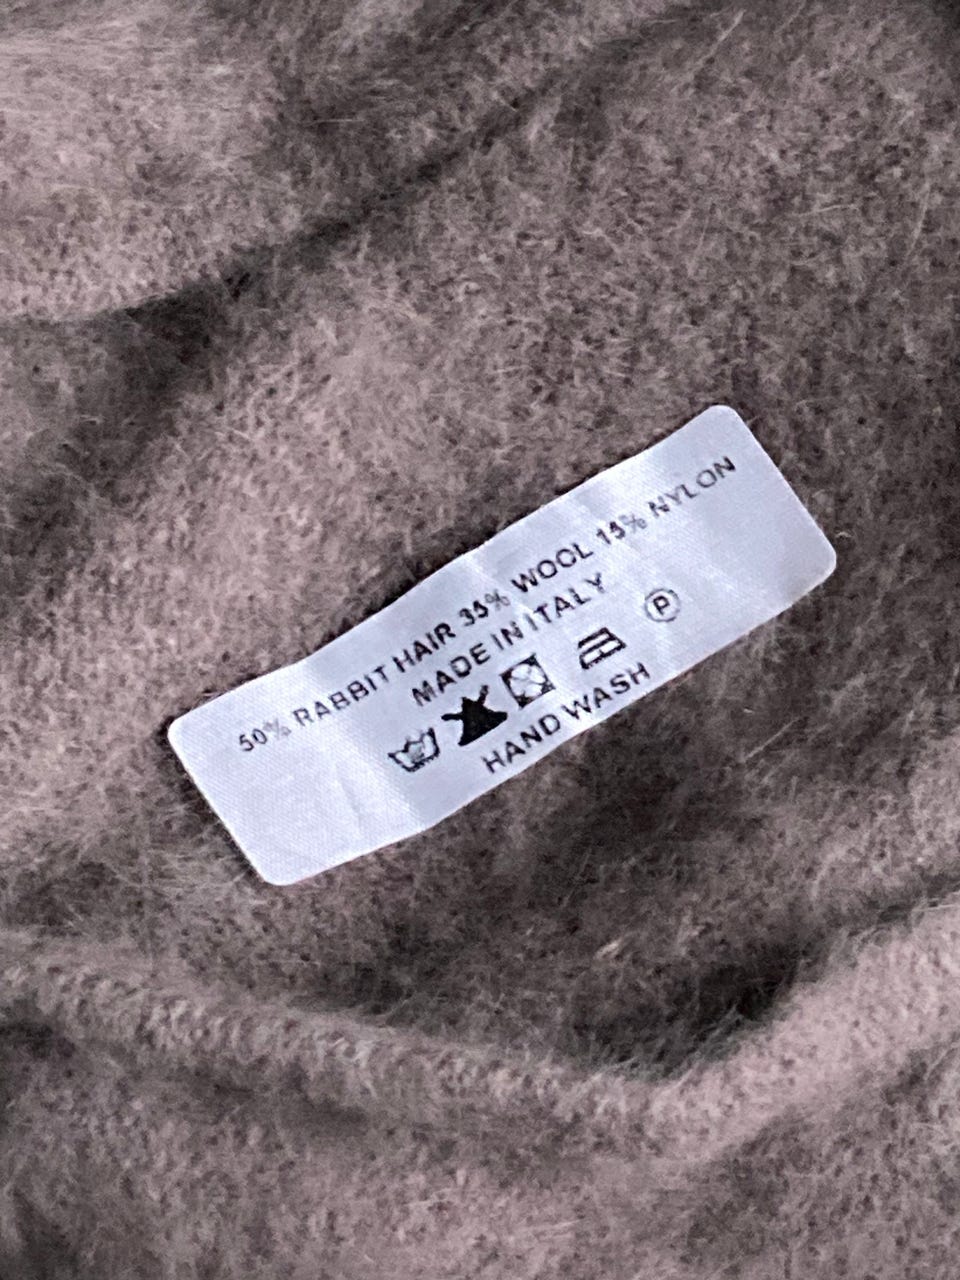 50% RABBIT HAIR 35% WOOL 15% NYLON
MADE IN ITALY
P
HAND WASH